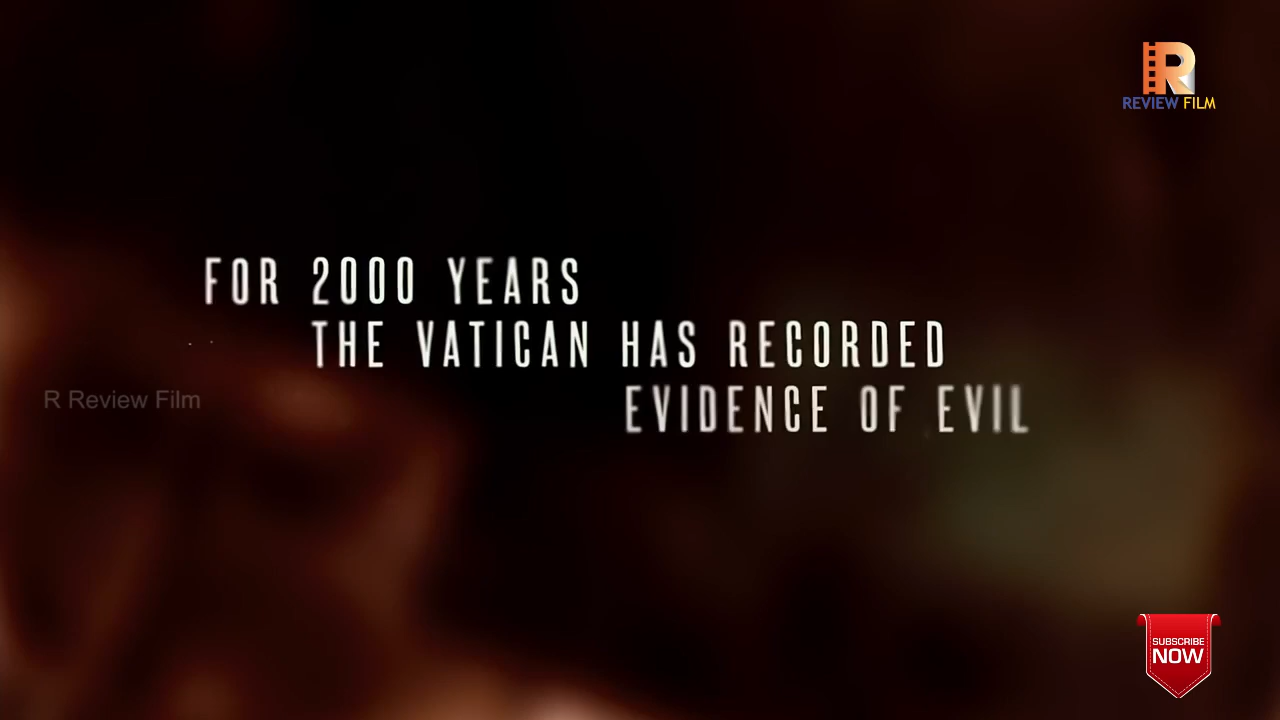 R
REVIEW FILM
FOR 2000 YEARS
THE VATICAN HAS RECORDED
EVIDENCE OF EVIL
R Review Film
SUBSCRIBE
NOW